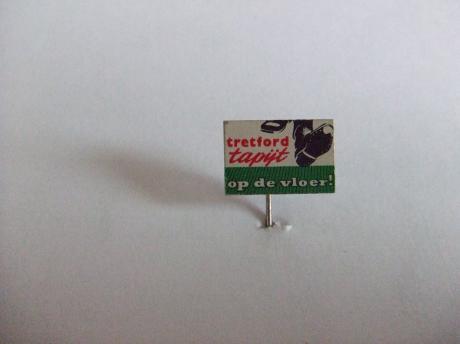 tretford
tapijt
op de vloer!